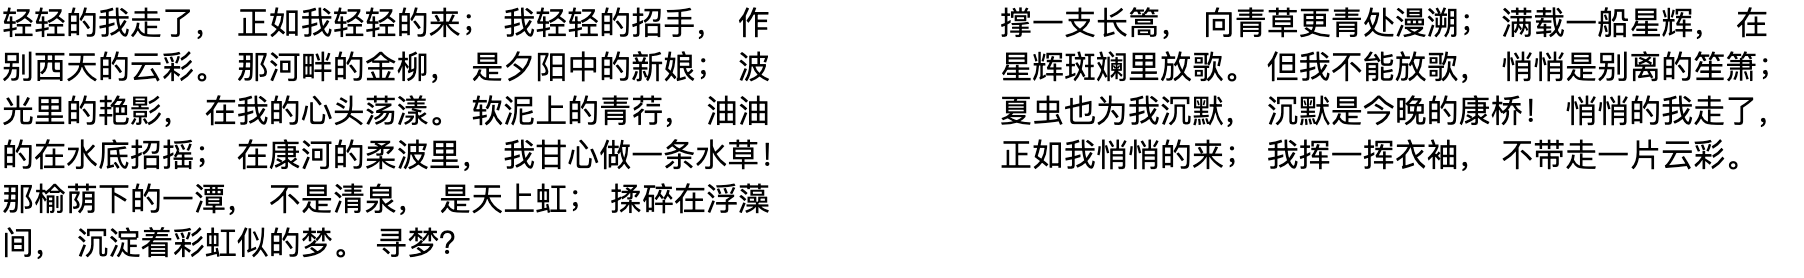 轻轻的我走了， 正如我轻轻的来； 我轻轻的招手， 作
别西天的云彩。 那河畔的金柳， 是夕阳中的新娘； 波
光里的艳影， 在我的心头荡漾。 软泥上的青荇， 油油
的在水底招摇； 在康河的柔波里， 我甘心做一条水草！
那榆荫下的一潭， 不是清泉， 是天上虹； 揉碎在浮藻
间， 沉淀着彩虹似的梦。 寻梦？
撑一支长篙， 向青草更青处漫溯； 满载一船星辉， 在
星辉斑斓里放歌。 但我不能放歌， 悄悄是别离的笙箫；
夏虫也为我沉默， 沉默是今晚的康桥！ 悄悄的我走了，
正如我悄悄的来； 我挥一挥衣袖， 不带走一片云彩。